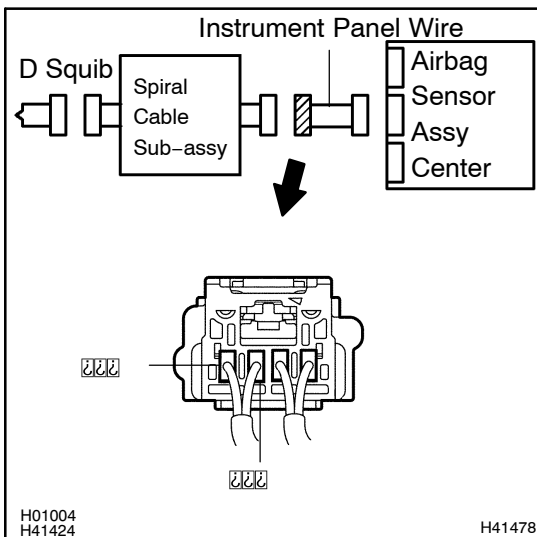 Instrument Panel Wire
D Squib
Spiral
Cable
Sub−assy
Airbag
Sensor
Assy
Center
H01004
H41424
H41478